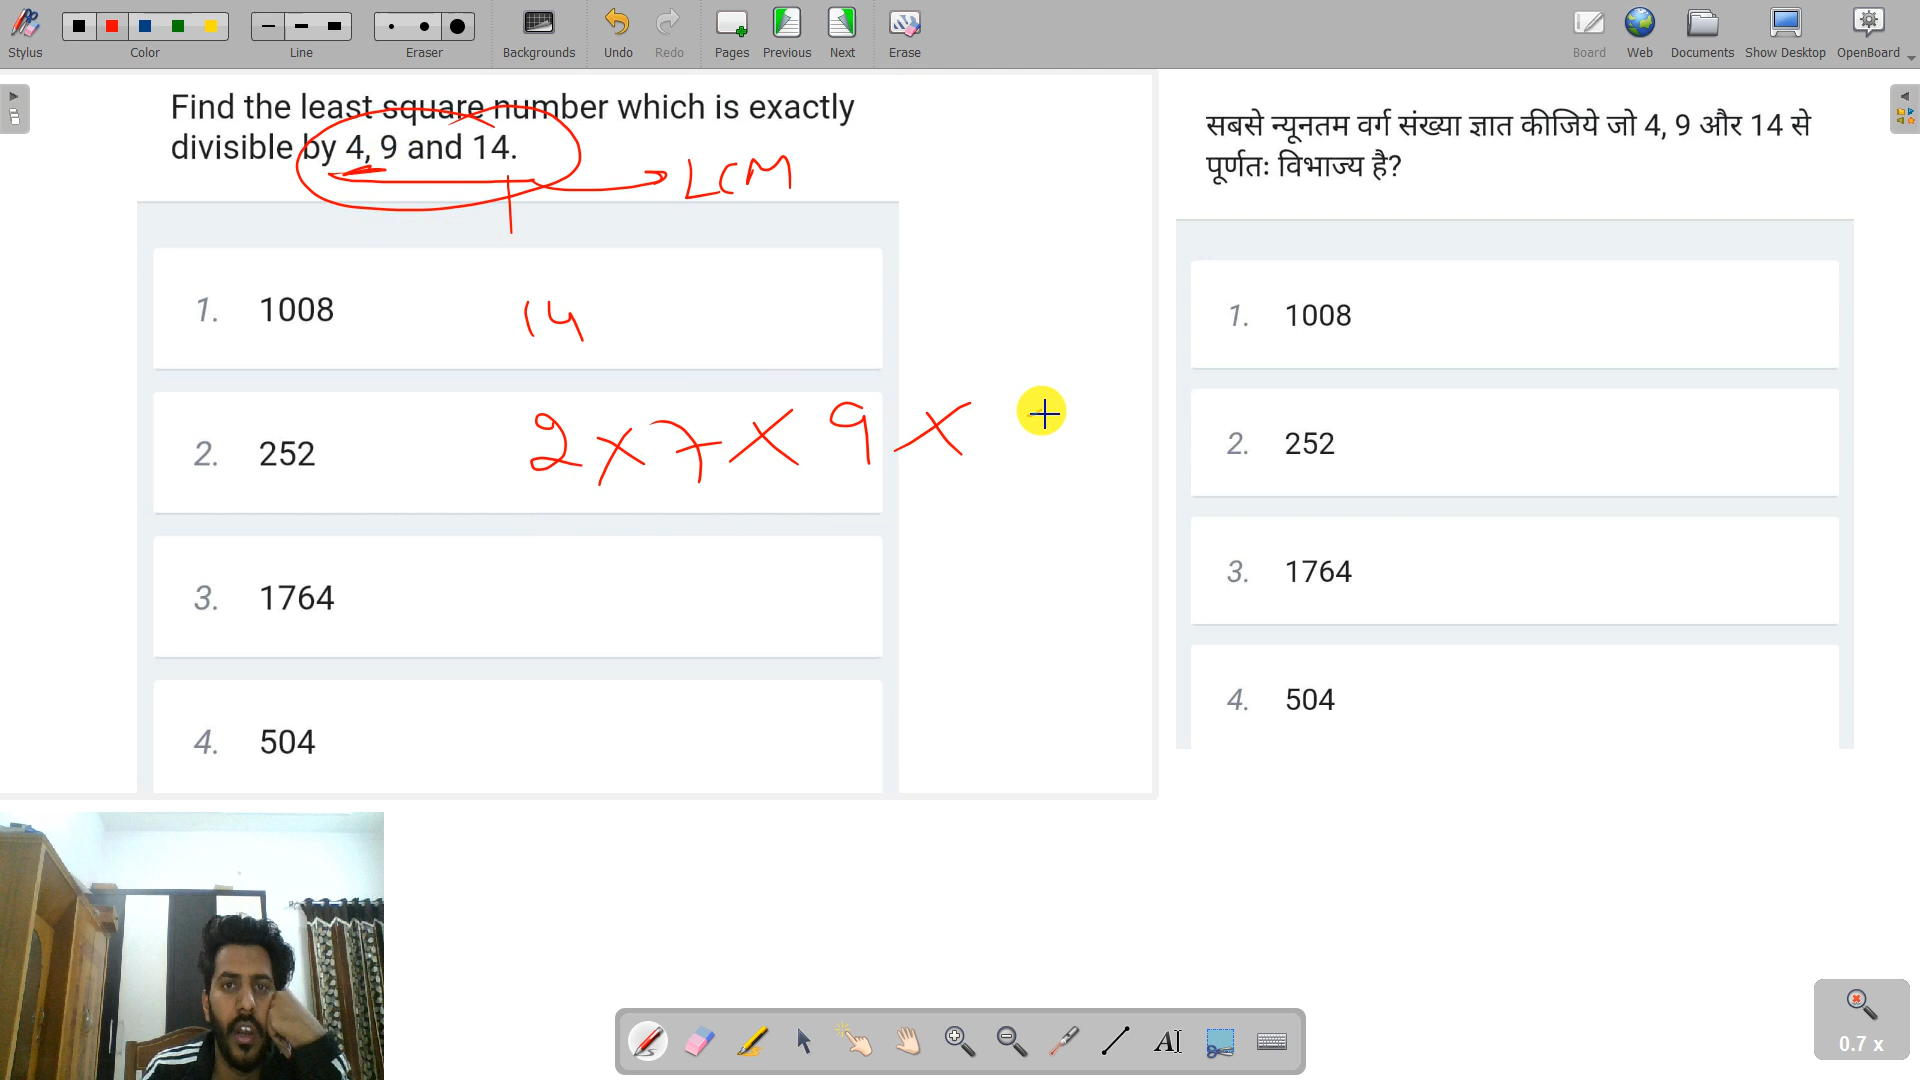 Stylus Color Line Eraser Backgrounds Undo Redo Pages Previous Next Erase Board Web Documents Show Desktop OpenBoard
Find the least square number which is exactly
divisible by 4, 9 and 14.
LCM
1. 1008
14
2. 252
2 x 7 x 9 x
3. 1764
4. 504
सबसे न्यूनतम वर्ग संख्या ज्ञात कीजिये जो 4, 9 और 14 से
पूर्णतः विभाज्य है?
1. 1008
2. 252
3. 1764
4. 504
AI
0.7 x